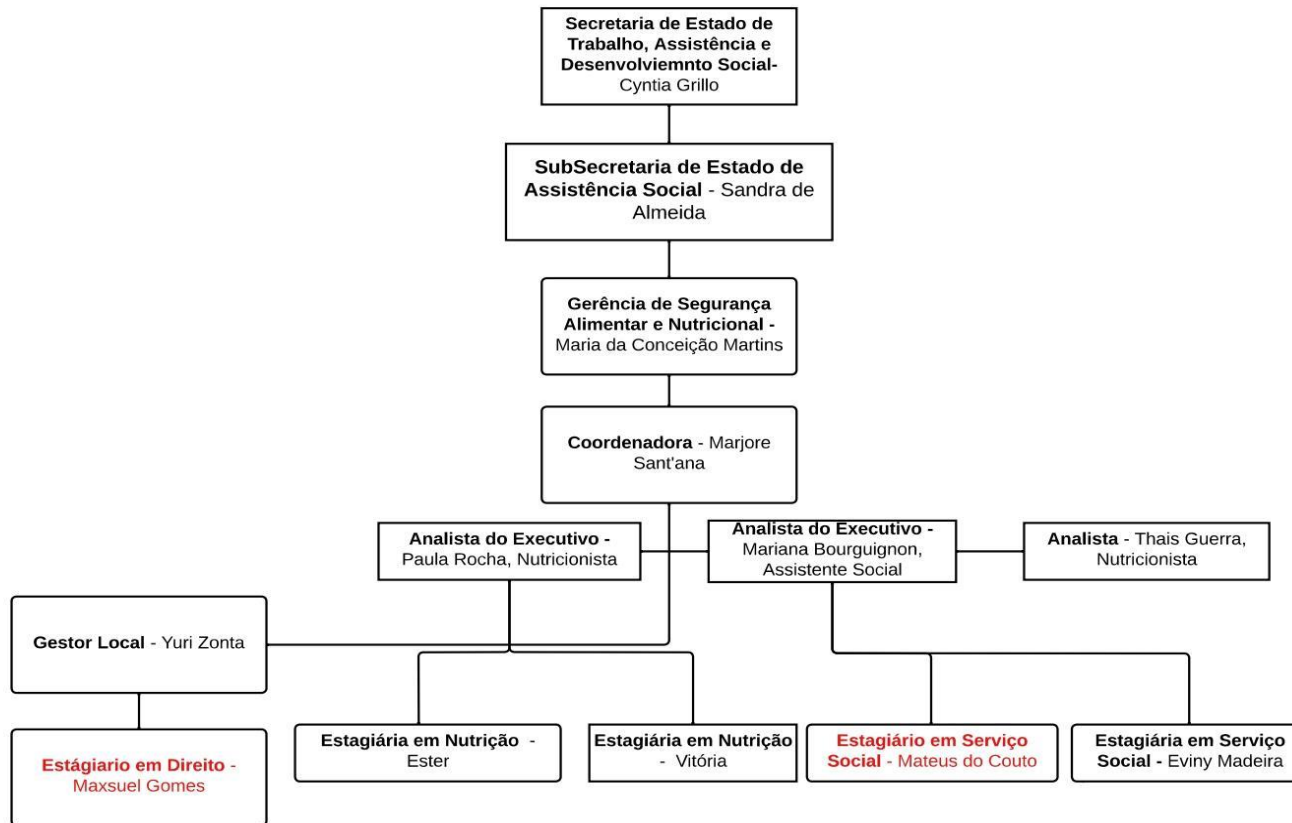 Secretaria de Estado de
Trabalho, Assistência e
Desenvolviemnto Social-
Cyntia Grillo
SubSecretaria de Estado de
Assistência Social - Sandra de
Almeida
Gerência de Segurança
Alimentar e Nutricional -
Maria da Conceição Martins
Coordenadora - Marjore
Sant'ana
Analista do Executivo -
Paula Rocha, Nutricionista
Analista do Executivo -
Mariana Bourguignon,
Assistente Social
Analista - Thais Guerra,
Nutricionista
Gestor Local - Yuri Zonta
Estágiario em Direito -
Maxsuel Gomes
Estagiária em Nutrição -
Ester
Estagiária em Nutrição
- Vitória
Estagiário em Serviço
Social - Mateus do Couto
Estagiária em Serviço
Social - Eviny Madeira